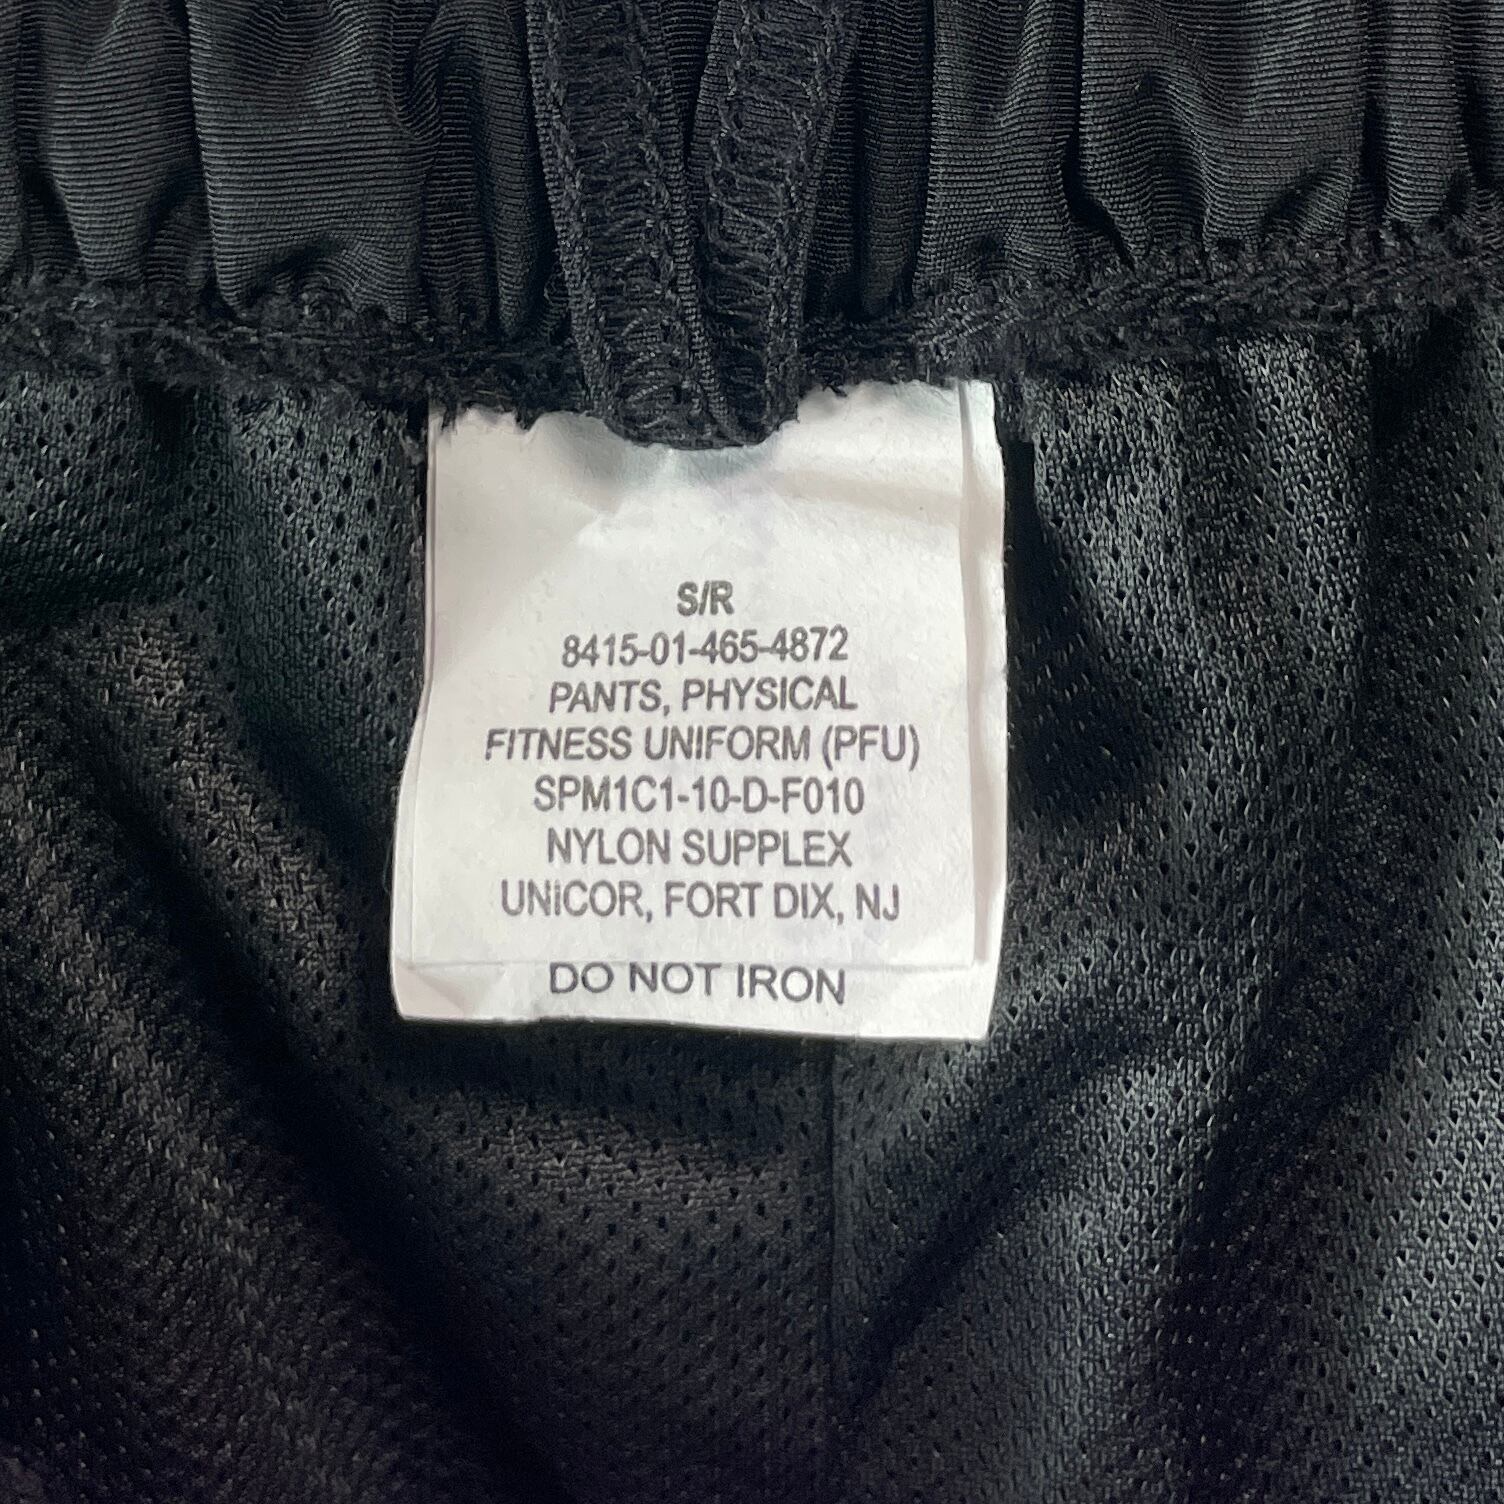 S/R
8415-01-465-4872
PANTS, PHYSICAL
FITNESS UNIFORM (PFU)
SPM1C1-10-D-F010
NYLON SUPPLEX
UNICOR, FORT DIX, NJ
DO NOT IRON